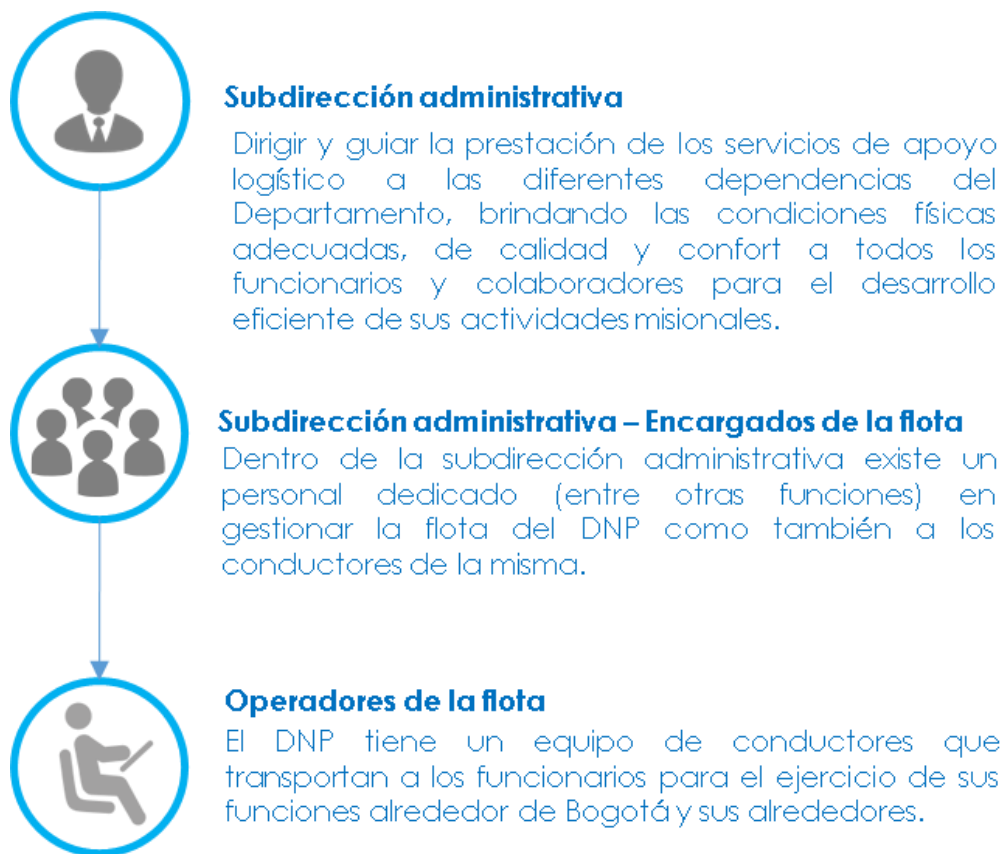 Subdirección administrativa
Dirigir y guiar la prestación de los servicios de apoyo
logístico a las diferentes dependencias del
Departamento, brindando las condiciones físicas
adecuadas, de calidad y confort a todos los
funcionarios y colaboradores para el desarrollo
eficiente de sus actividades misionales.
Subdirección administrativa – Encargados de la flota
Dentro de la subdirección administrativa existe un
personal dedicado (entre otras funciones) en
gestionar la flota del DNP como también a los
conductores de la misma.
Operadores de la flota
El DNP tiene un equipo de conductores que
transportan a los funcionarios para el ejercicio de sus
funciones alrededor de Bogotá y sus alrededores.